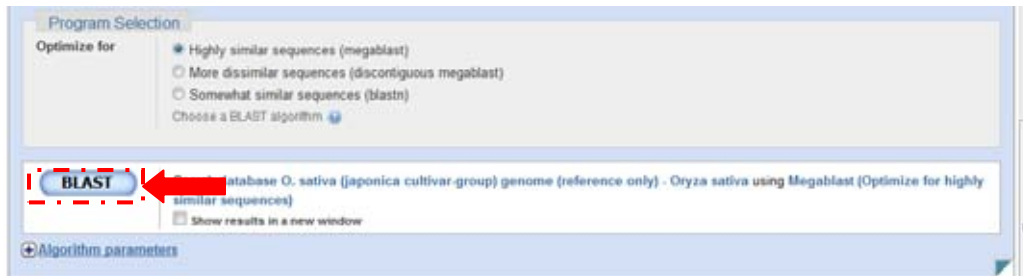 Program Selection
Optimize for
Highly similar sequences (megablast)
More dissimilar sequences (discontiguous megablast)
Somewhat similar sequences (blastn)
Choose a BLAST algorithm
BLAST
database O. sativa (japonica cultivar-group) genome (reference only) - Oryza sativa using Megablast (Optimize for highly
similar sequences)
Show results in a new window
Algorithm parameters